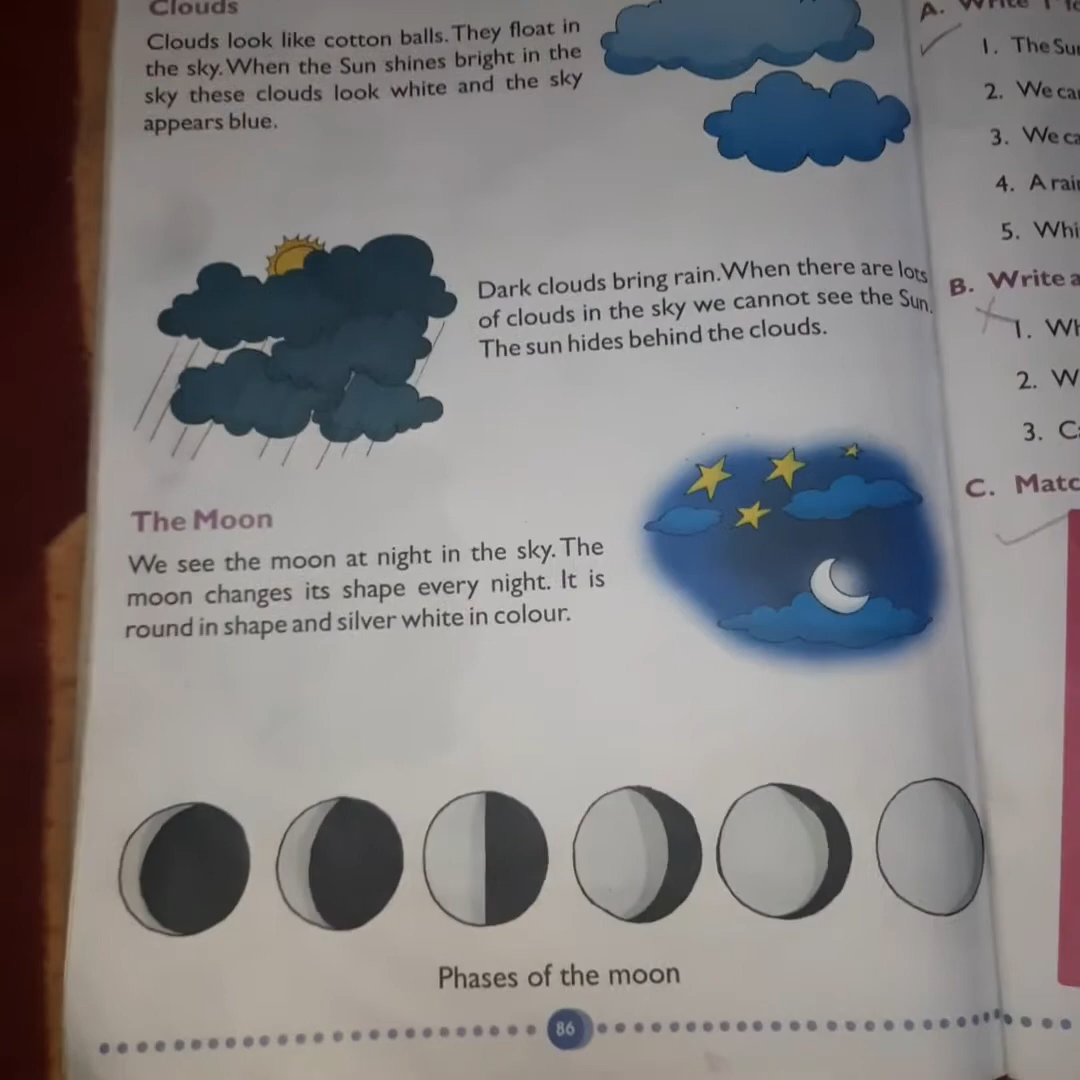 Clouds
Clouds look like cotton balls. They float in
the sky. When the Sun shines bright in the
sky these clouds look white and the sky
appears blue.
Dark clouds bring rain. When there are lots
of clouds in the sky we cannot see the Sun.
The sun hides behind the clouds.
The Moon
We see the moon at night in the sky. The
moon changes its shape every night. It is
round in shape and silver white in colour.
Phases of the moon
86
A. Write
1. The
2. We
3. We
4. A
5.
B. Write
1.
2.
3.
C.